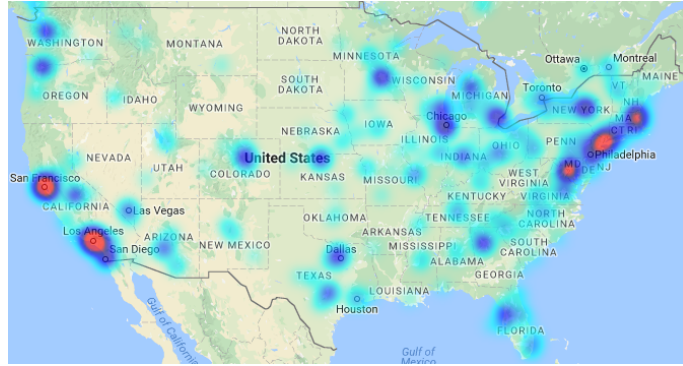 WASHINGTON
NORTH
DAKOTA
MONTANA
MINNESOTA
Ottawa
Montreal
MAINE
OREGON
IDAHO
SOUTH
DAKOTA
WISCONSIN
MICHIGAN
Toronto
VT
NH
WYOMING
Chicago
NEW YORK
MA
CT RI
NEBRASKA
IOWA
ILLINOIS
INDIANA
OHIO
PENN
NEVADA
UTAH
COLORADO
United States
KANSAS
MISSOURI
Philadelphia
MD
DE NJ
WEST
VIRGINIA
San Francisco
CALIFORNIA
Las Vegas
KENTUCKY
VIRGINIA
Los Angeles
San Diego
ARIZONA
NEW MEXICO
OKLAHOMA
ARKANSAS
TENNESSEE
NORTH
CAROLINA
Dallas
MISSISSIPPI
ALABAMA
SOUTH
CAROLINA
GEORGIA
TEXAS
LOUISIANA
Houston
Gulf of California
FLORIDA
Gulf of
Mexico